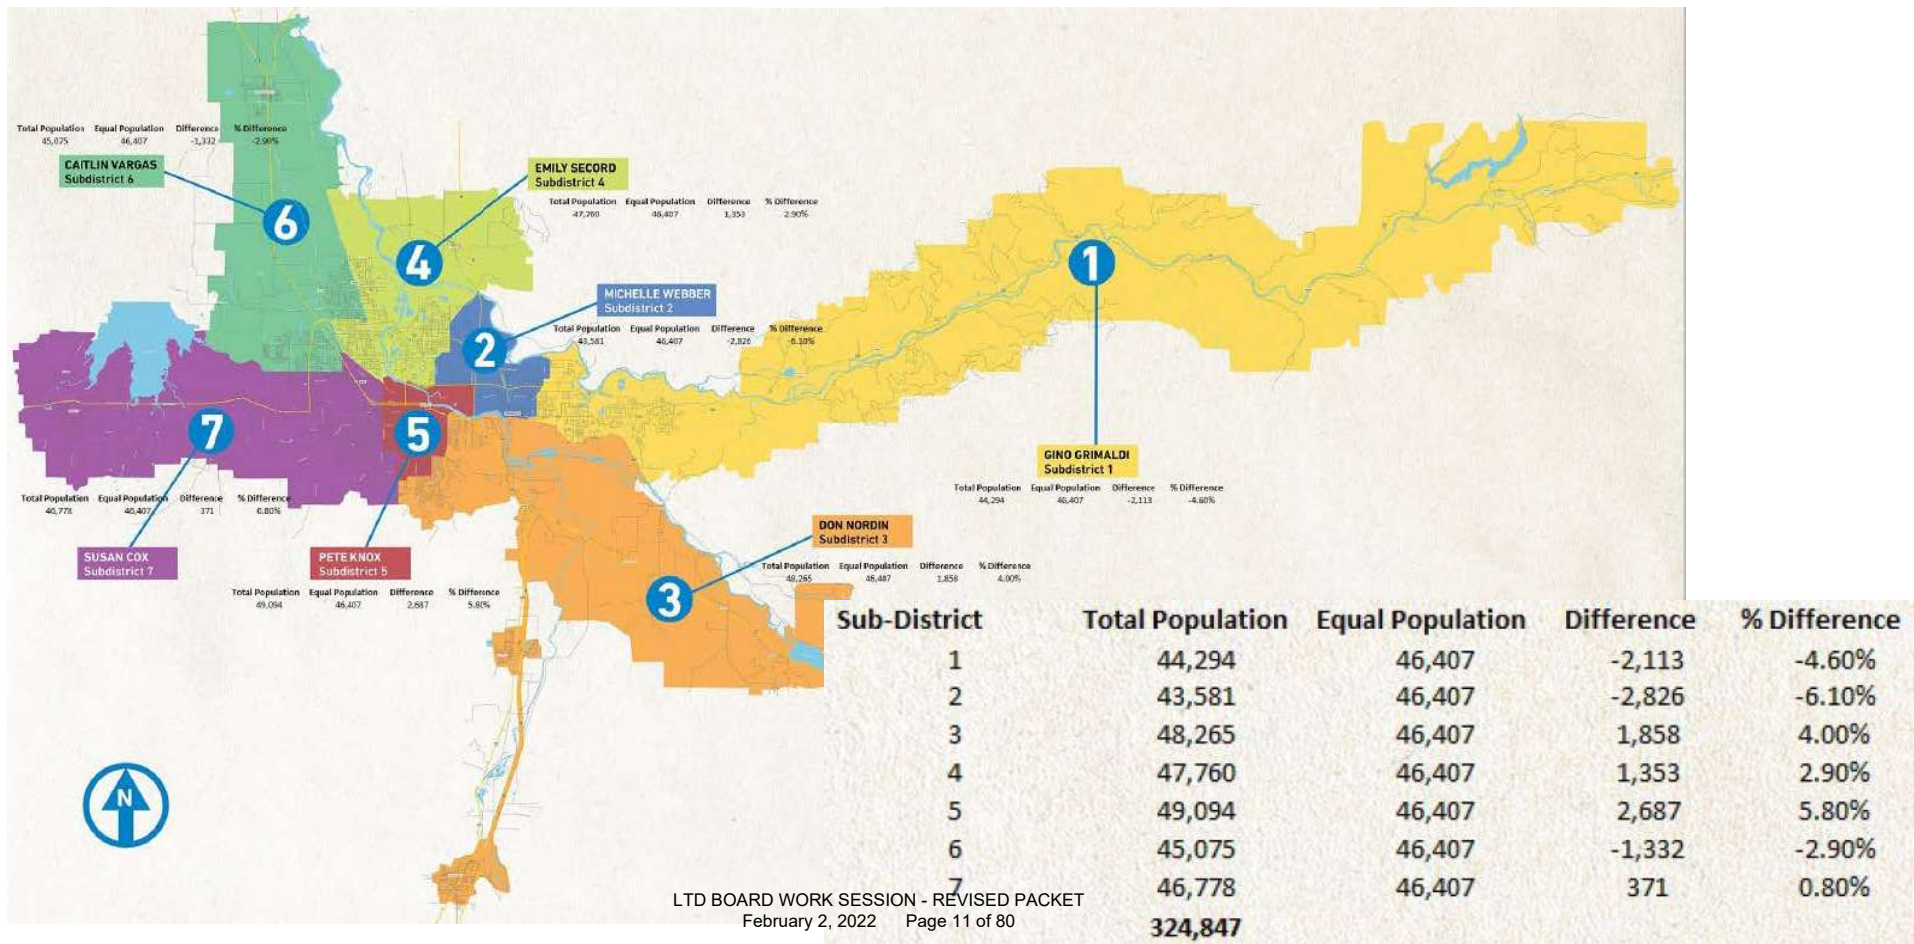 Total Population Equal Population Difference % Difference
45,075 46,407 -1,332 -2.90%
CAITLIN VARGAS
Subdistrict 6
EMILY SECORD
Subdistrict 4
Total Population Equal Population Difference % Difference
47,760 46,407 1,353 2.90%
6
4
1
MICHELLE WEBBER
Subdistrict 2
Total Population Equal Population Difference % Difference
43,581 46,407 -2,826 -6.10%
2
7
5
GINO GRIMALDI
Subdistrict 1
Total Population Equal Population Difference % Difference
44,294 46,407 -2,113 -4.60%
Total Population Equal Population Difference % Difference
46,778 46,407 371 0.80%
SUSAN COX
Subdistrict 7
PETE KNOX
Subdistrict 5
DON NORDIN
Subdistrict 3
Total Population Equal Population Difference % Difference
48,265 46,407 1,858 4.00%
Total Population Equal Population Difference % Difference
49,094 46,407 2,687 5.80%
3
Sub-District Total Population Equal Population Difference % Difference
1 44,294 46,407 -2,113 -4.60%
2 43,581 46,407 -2,826 -6.10%
3 48,265 46,407 1,858 4.00%
4 47,760 46,407 1,353 2.90%
5 49,094 46,407 2,687 5.80%
6 45,075 46,407 -1,332 -2.90%
7 46,778 46,407 371 0.80%
324,847
N
LTD BOARD WORK SESSION - REVISED PACKET
February 2, 2022 Page 11 of 80